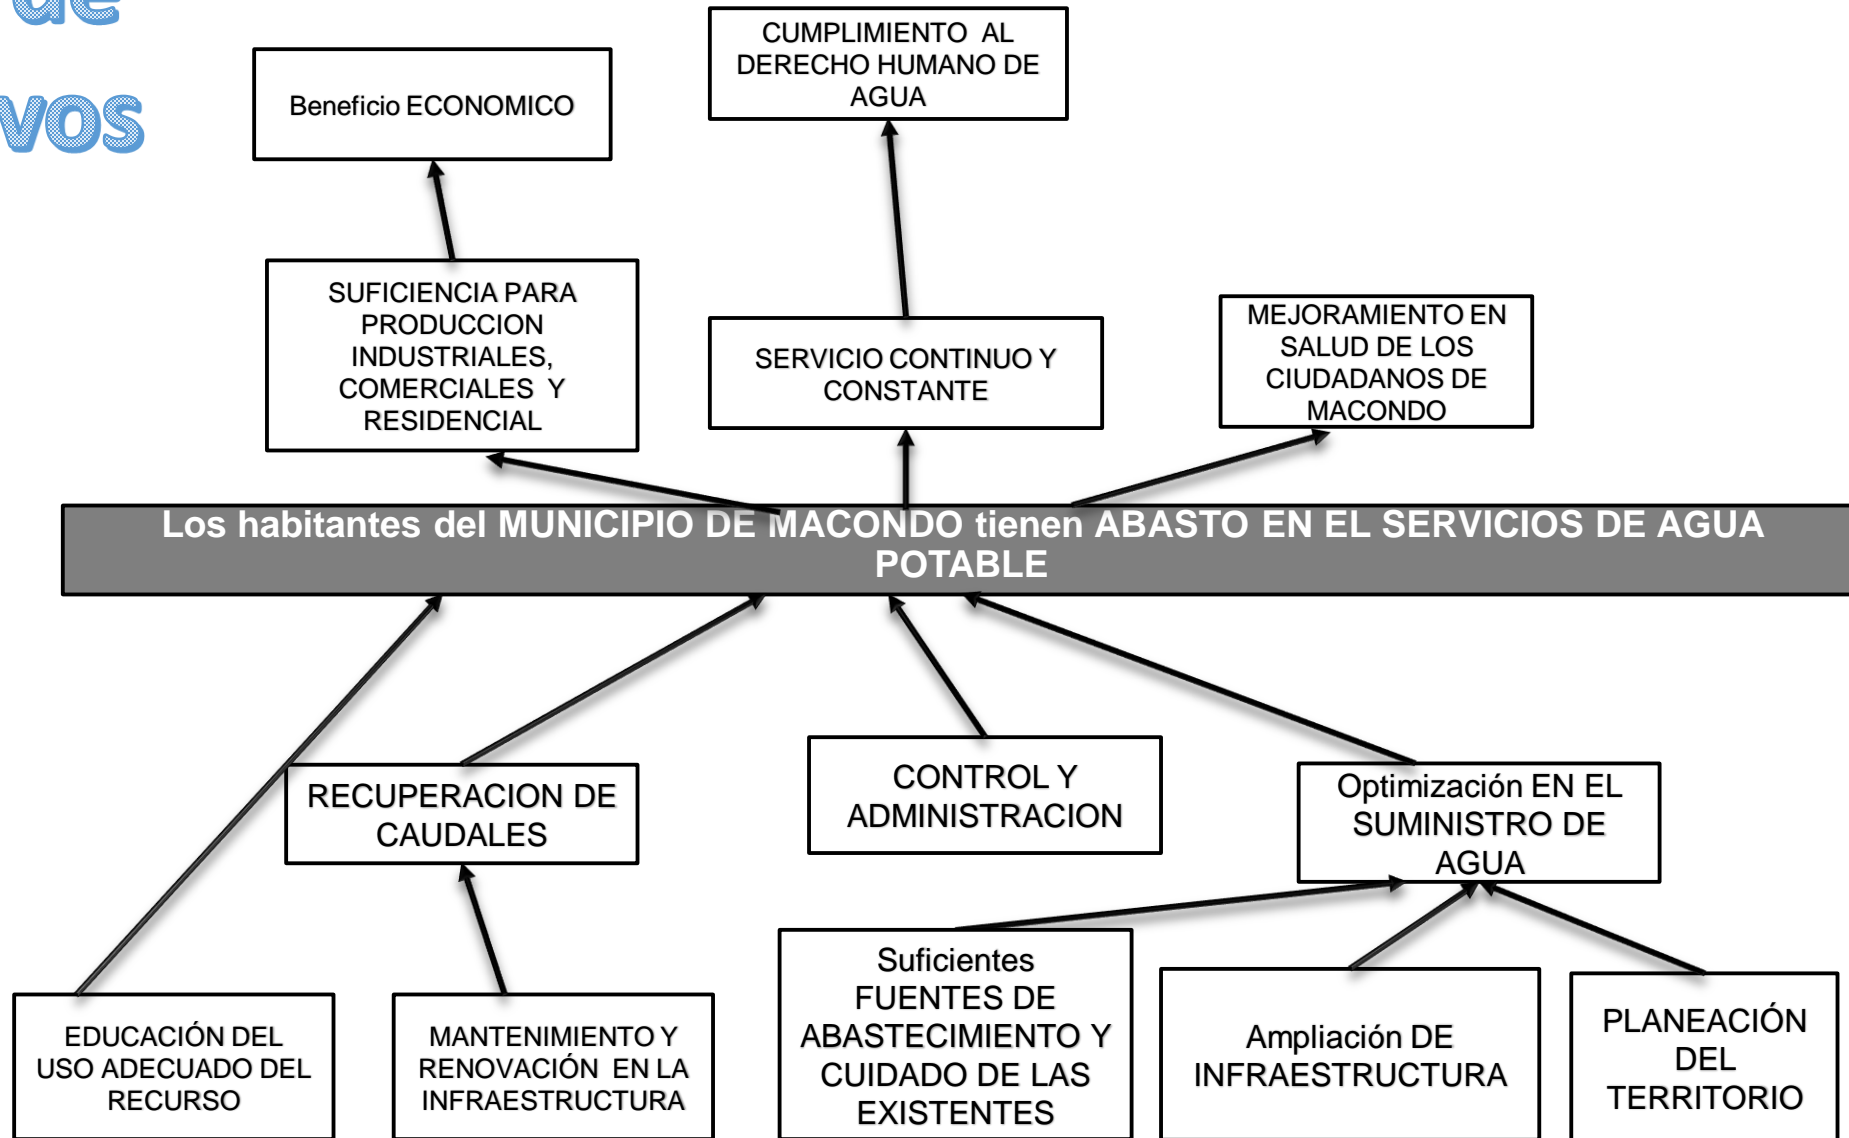 de
vos
CUMPLIMIENTO AL
DERECHO HUMANO DE
AGUA
Beneficio ECONOMICO
SUFICIENCIA PARA
PRODUCCION
INDUSTRIALES,
COMERCIALES Y
RESIDENCIAL
SERVICIO CONTINUO Y
CONSTANTE
MEJORAMIENTO EN
SALUD DE LOS
CIUDADANOS DE
MACONDO
Los habitantes del MUNICIPIO DE MACONDO tienen ABASTO EN EL SERVICIOS DE AGUA
POTABLE
RECUPERACION DE
CAUDALES
CONTROL Y
ADMINISTRACION
Optimización EN EL
SUMINISTRO DE
AGUA
EDUCACIÓN DEL
USO ADECUADO DEL
RECURSO
MANTENIMIENTO Y
RENOVACIÓN EN LA
INFRAESTRUCTURA
Suficientes
FUENTES DE
ABASTECIMIENTO Y
CUIDADO DE LAS
EXISTENTES
Ampliación DE
INFRAESTRUCTURA
PLANEACIÓN
DEL
TERRITORIO